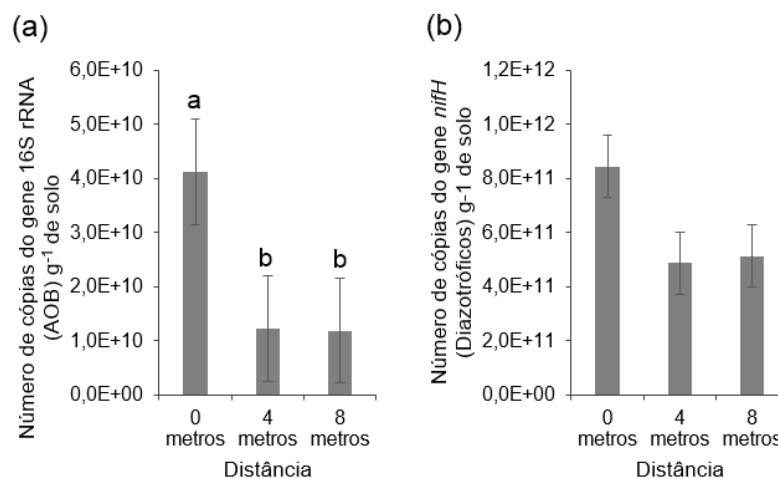 (a)
Número de cópias do gene 16S rRNA
(AOB) g⁻¹ de solo
6,0E+10
5,0E+10
4,0E+10
3,0E+10
2,0E+10
1,0E+10
0,0E+00
a
b
b
0
metros
4
metros
8
metros
Distância
(b)
Número de cópias do gene nifH
(Diazotróficos) g-1 de solo
1,2E+12
1,0E+12
8,0E+11
6,0E+11
4,0E+11
2,0E+11
0,0E+00
0
metros
4
metros
8
metros
Distância